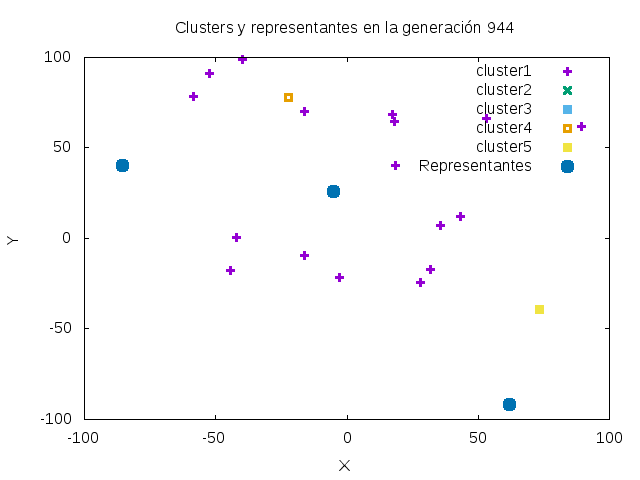 Clusters y representantes en la generación 944
100
50
0
-50
-100
-100
-50
0
50
100
Y
X
cluster1
cluster2
cluster3
cluster4
cluster5
Representantes